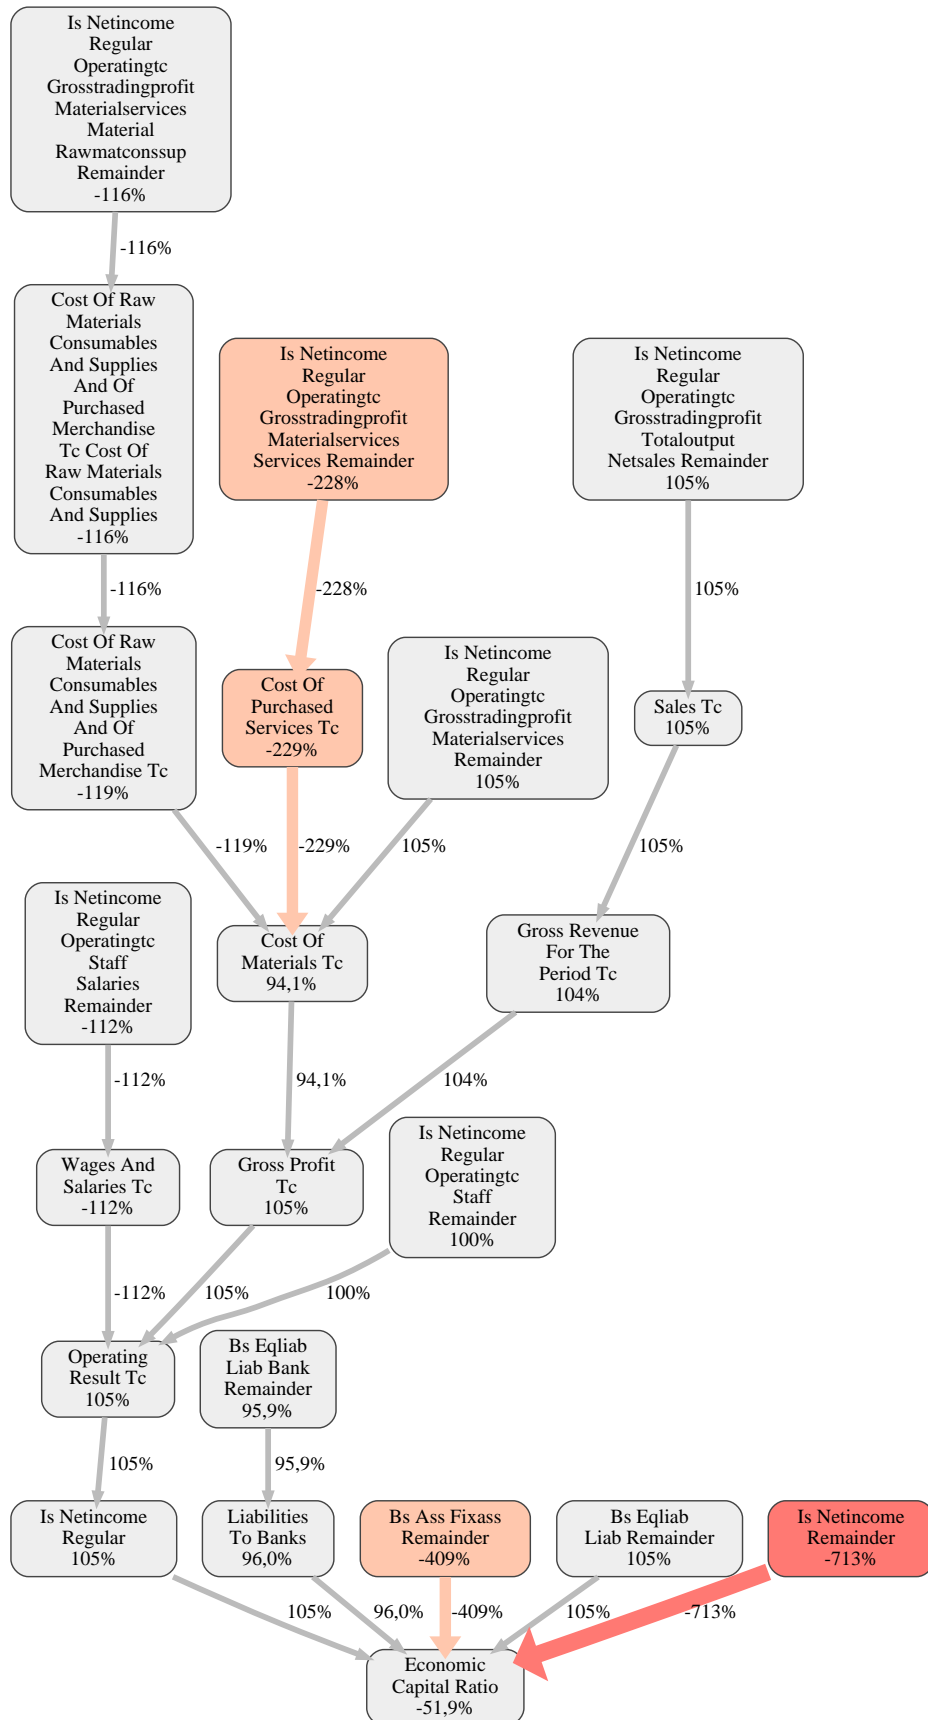 Is Netincome
Regular
Operatingtc
Grosstradingprofit
Materialservices
Material
Rawmatconssup
Remainder
-116%
-116%
Cost Of Raw
Materials
Consumables
And Supplies
And Of
Purchased
Merchandise
Tc Cost Of
Raw Materials
Consumables
And Supplies
-116%
Is Netincome
Regular
Operatingtc
Grosstradingprofit
Materialservices
Services Remainder
-228%
Is Netincome
Regular
Operatingtc
Grosstradingprofit
Totaloutput
Netsales Remainder
105%
-116%
-228%
105%
Cost Of Raw
Materials
Consumables
And Supplies
And Of
Purchased
Merchandise Tc
-119%
Cost Of
Purchased
Services Tc
-229%
Is Netincome
Regular
Operatingtc
Grosstradingprofit
Materialservices
Remainder
105%
Sales Tc
105%
-119%
-229%
105%
105%
Is Netincome
Regular
Operatingtc
Staff
Salaries
Remainder
-112%
Cost Of
Materials Tc
94,1%
Gross Revenue
For The
Period Tc
104%
-112%
94,1%
104%
Wages And
Salaries Tc
-112%
Gross Profit
Tc
105%
Is Netincome
Regular
Operatingtc
Staff
Remainder
100%
-112%
105%
100%
Operating
Result Tc
105%
Bs Eqliab
Liab Bank
Remainder
95,9%
105%
95,9%
Is Netincome
Regular
105%
Liabilities
To Banks
96,0%
Bs Ass Fixass
Remainder
-409%
Bs Eqliab
Liab Remainder
105%
Is Netincome
Remainder
-713%
105%
96,0%
-409%
105%
-713%
Economic
Capital Ratio
-51,9%